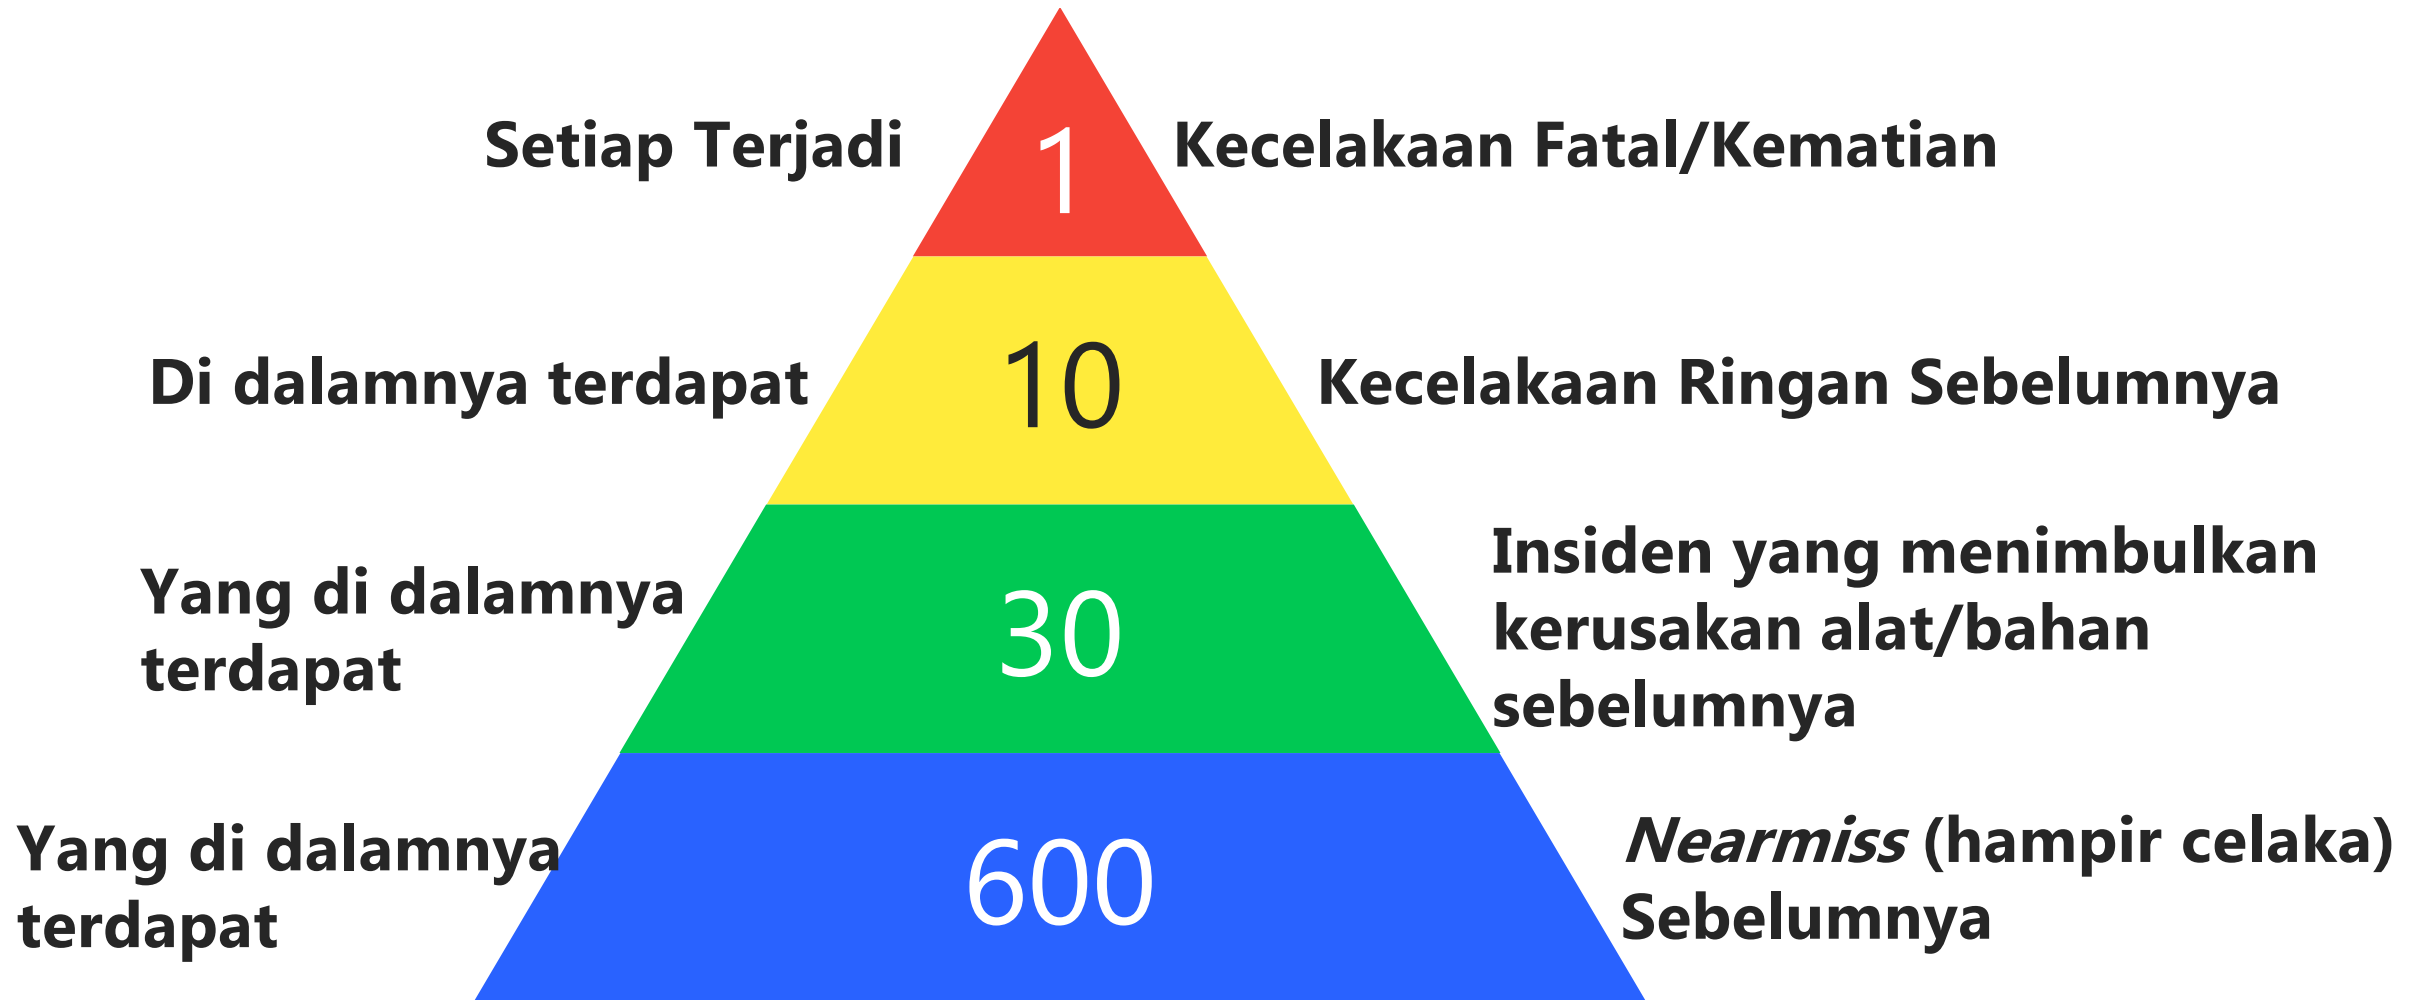 Setiap Terjadi
1
Kecelakaan Fatal/Kematian
Di dalamnya terdapat
10
Kecelakaan Ringan Sebelumnya
Yang di dalamnya
terdapat
30
Insiden yang menimbulkan
kerusakan alat/bahan
sebelumnya
Yang di dalamnya
terdapat
600
Nearmiss (hampir celaka)
Sebelumnya